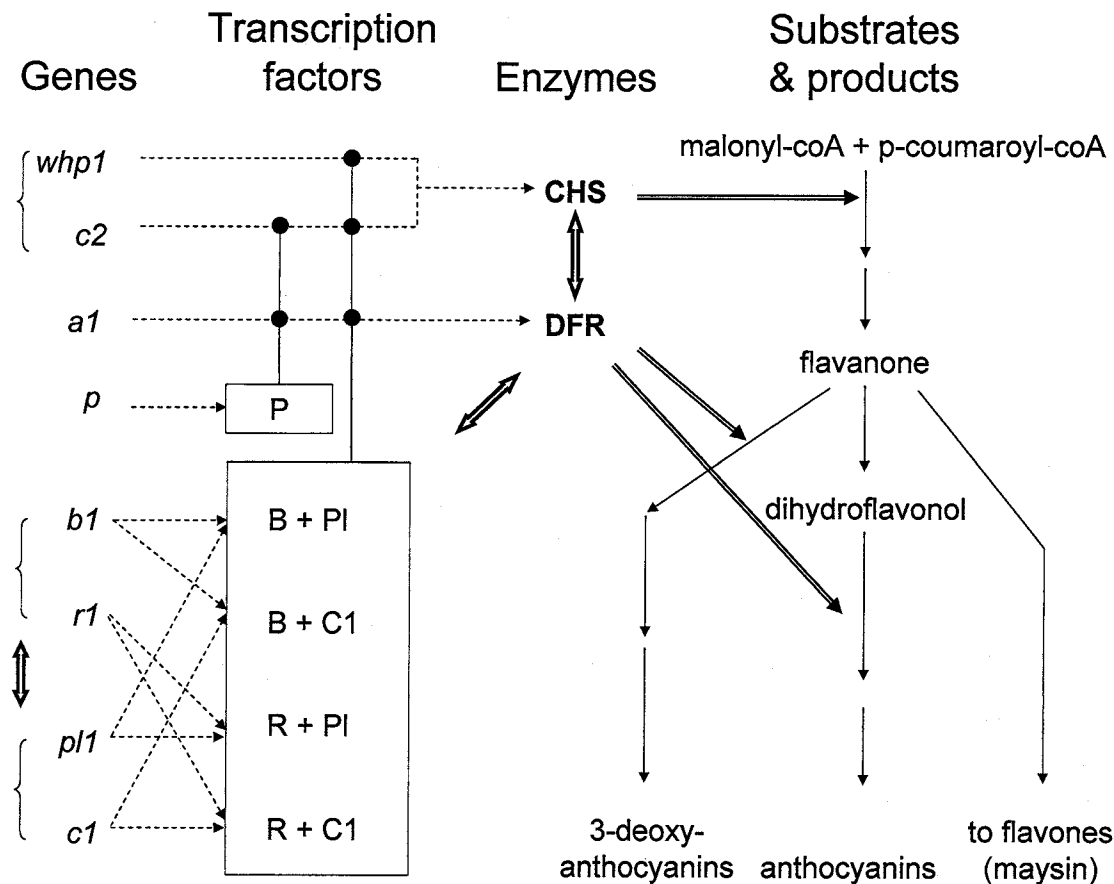 Genes
Transcription
factors
Enzymes
Substrates
& products
whp1
c2
a1
p
b1
r1
pl1
c1
P
B + Pl
B + C1
R + Pl
R + C1
CHS
DFR
malonyl-coA + p-coumaroyl-coA
flavanone
dihydroflavonol
3-deoxy-
anthocyanins
anthocyanins
to flavones
(maysin)